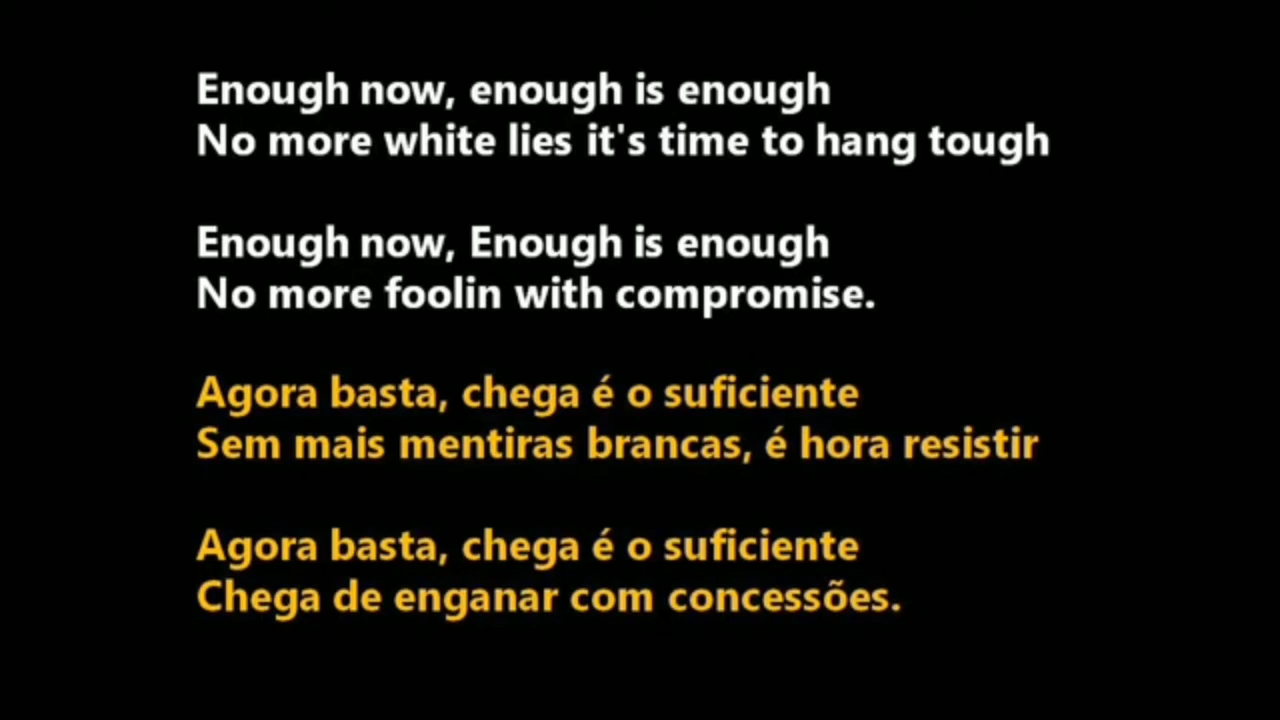 Enough now, enough is enough
No more white lies it's time to hang tough
Enough now, Enough is enough
No more foolin with compromise.
Agora basta, chega é o suficiente
Sem mais mentiras brancas, é hora resistir
Agora basta, chega é o suficiente
Chega de enganar com concessões.